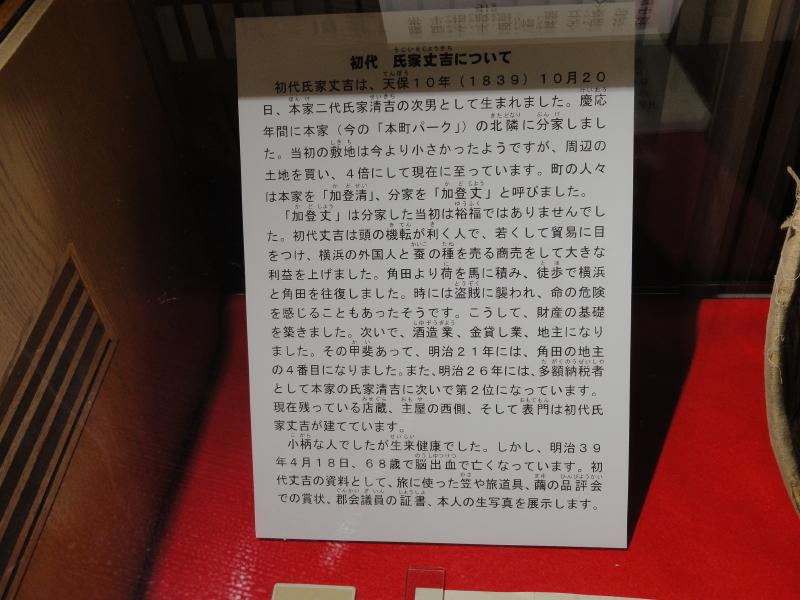 初代 氏家丈吉について
初代氏家丈吉は、天保10年(1839)10月20
日、本家二代氏家清吉の次男として生まれました。慶応
年間に本家(今の「本町パーク」)の北隣に分家しまし
た。当初の敷地は今より小さかったようですが、周辺の
土地を買い、4倍にして現在に至っています。町の人々
は本家を「加登清」、分家を「加登丈」と呼びました。
「加登丈」は分家した当初は裕福ではありませんでし
た。初代丈吉は頭の機転が利く人で、若くして貿易に目
をつけ、横浜の外国人と蚕の種を売る商売をして大きな
利益を上げました。角田より荷を馬に積み、徒歩で横浜
と角田を往復しました。時には盗賊に襲われ、命の危険
を感じることもあったそうです。こうして、財産の基礎
を築きました。次いで、酒造業、金貸し業、地主になり
ました。その甲斐あって、明治21年には、角田の地主
の4番目になりました。また、明治26年には、多額納税者
として本家の氏家清吉に次いで第2位になっています。
現在残っている店蔵、主屋の西側、そして表門は初代氏
家丈吉が建てています。
小柄な人でしたが生来健康でした。しかし、明治39
年4月18日、68歳で脳出血で亡くなっています。初
代丈吉の資料として、旅に使った笠や旅道具、繭の品評会
での賞状、郡会議員の証書、本人の生写真を展示します。